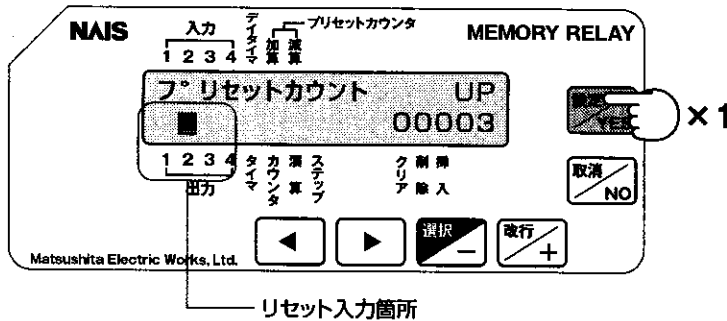 NAIS
入力
デイタイマ
加算
減算
プリセットカウンタ
MEMORY RELAY
1 2 3 4
プリセットカウント UP
00003
YES
×1
1 2 3 4
出力
タイマ
カウンタ
演算
ステップ
クリア
削除
挿入
取消
NO
◀
▶
選択
−
改行
+
Matsushita Electric Works, Ltd.
リセット入力箇所